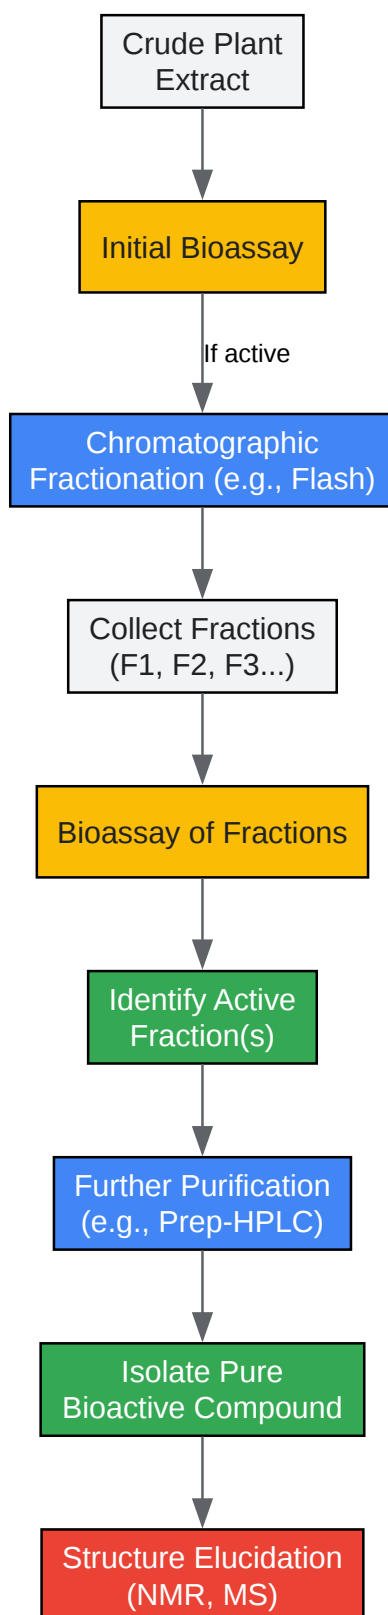 Crude Plant
Extract
Initial Bioassay
If active
Chromatographic
Fractionation (e.g., Flash)
Collect Fractions
(F1, F2, F3...)
Bioassay of Fractions
Identify Active
Fraction(s)
Further Purification
(e.g., Prep-HPLC)
Isolate Pure
Bioactive Compound
Structure Elucidation
(NMR, MS)